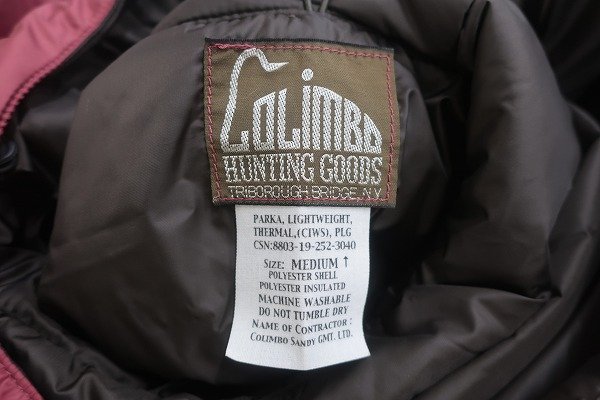 COLIMBO
HUNTING GOODS
TRIBOROUGH BRIDGE. N.Y.
PARKA, LIGHTWEIGHT,
THERMAL,(CIWS), PLG
CSN:8803-19-252-3040
SIZE: MEDIUM ↑
POLYESTER SHELL
POLYESTER INSULATED
MACHINE WASHABLE
DO NOT TUMBLE DRY
NAME OF CONTRACTOR :
COLIMBO SANDY GMT. LTD.